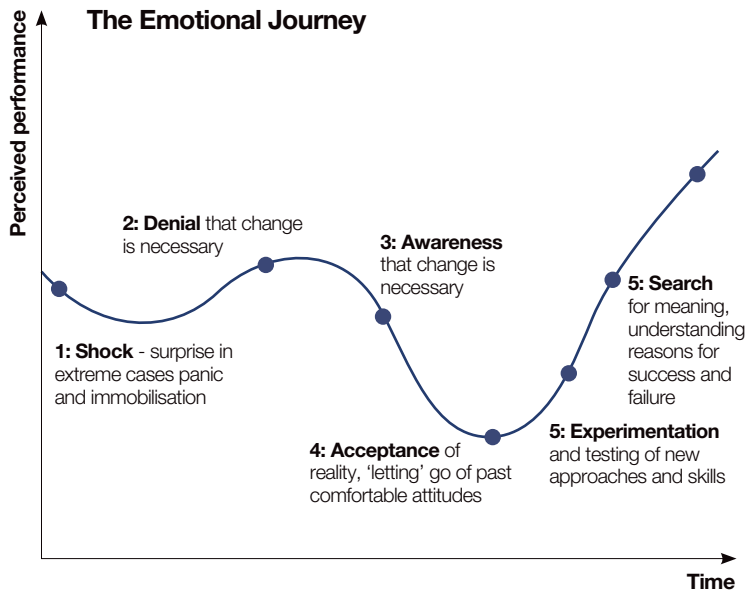 The Emotional Journey
Perceived performance
2: Denial that change
is necessary
3: Awareness
that change is
necessary
1: Shock - surprise in
extreme cases panic
and immobilisation
4: Acceptance of
reality, ‘letting’ go of past
comfortable attitudes
5: Experimentation
and testing of new
approaches and skills
5: Search
for meaning,
understanding
reasons for
success and
failure
Time